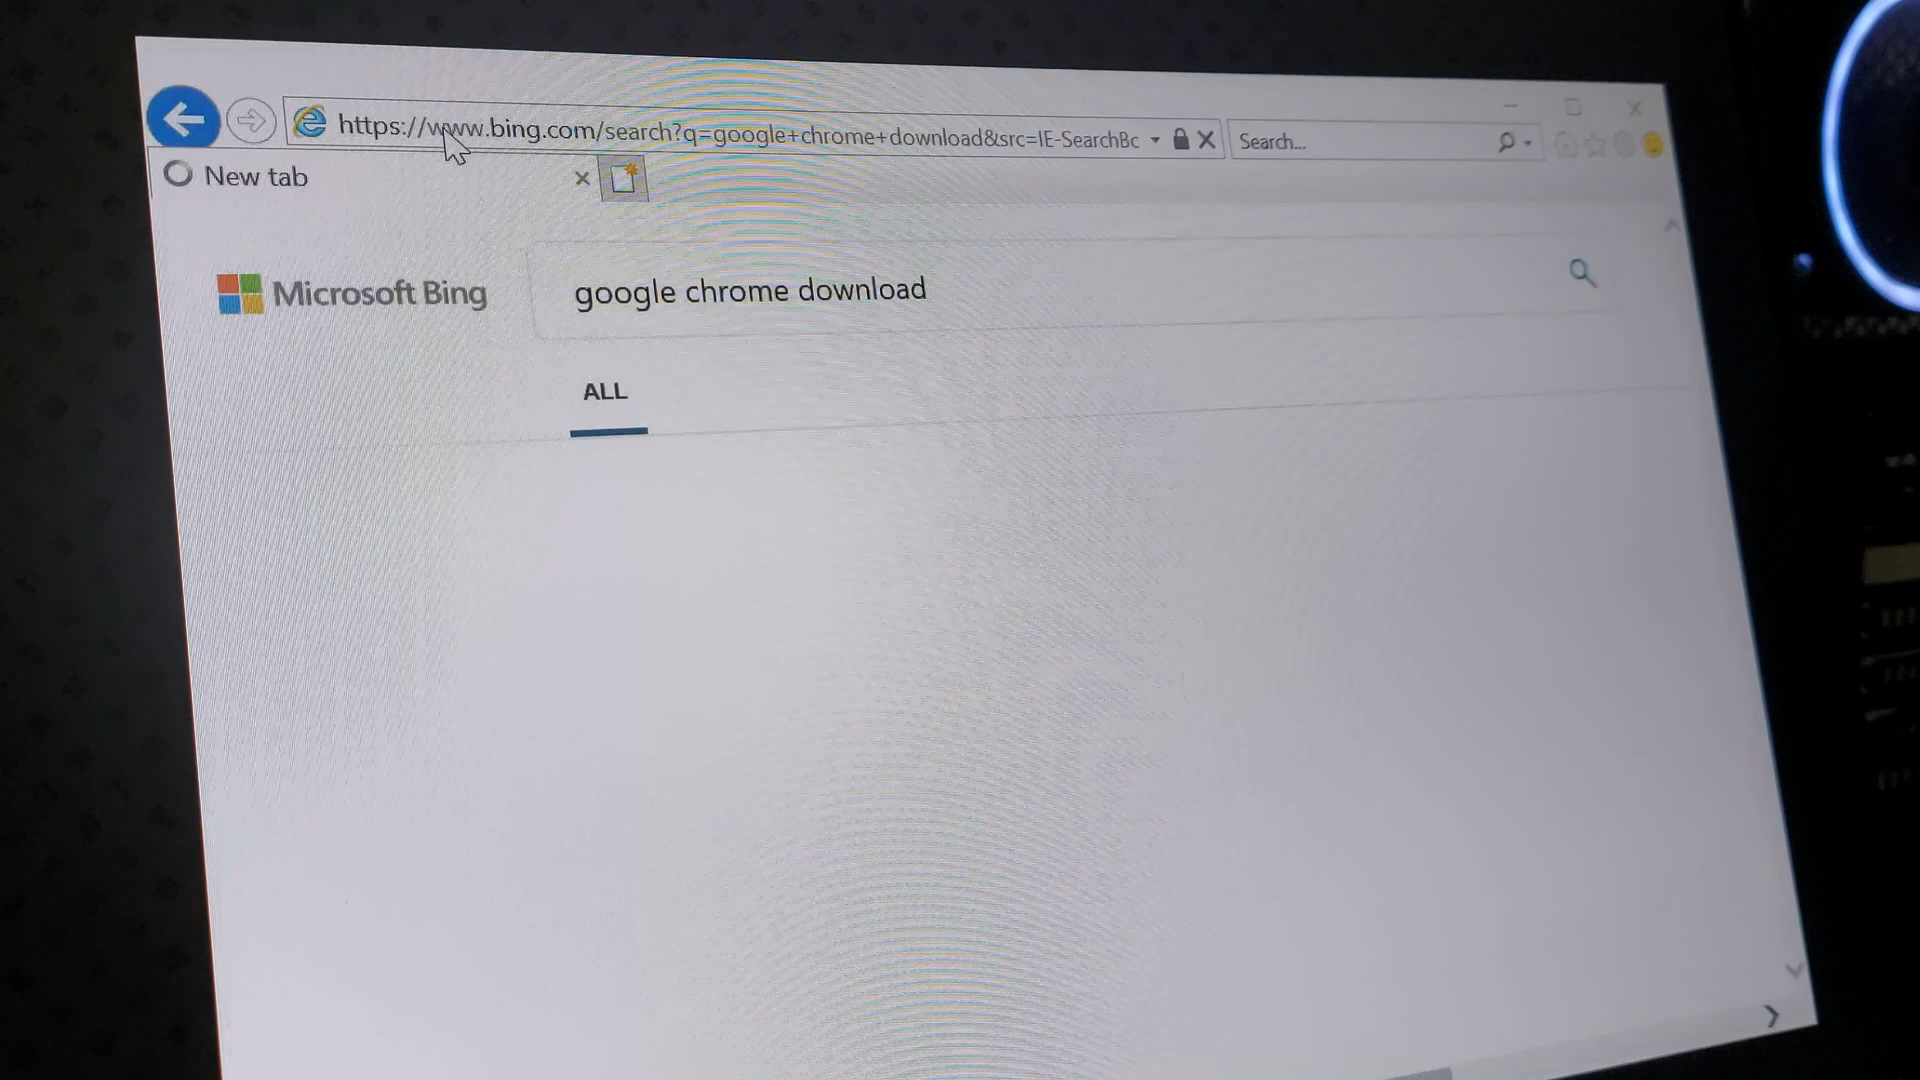 https://www.bing.com/search?q=google+chrome+download&src=IE-SearchBc
Search...
New tab
Microsoft Bing
google chrome download
ALL